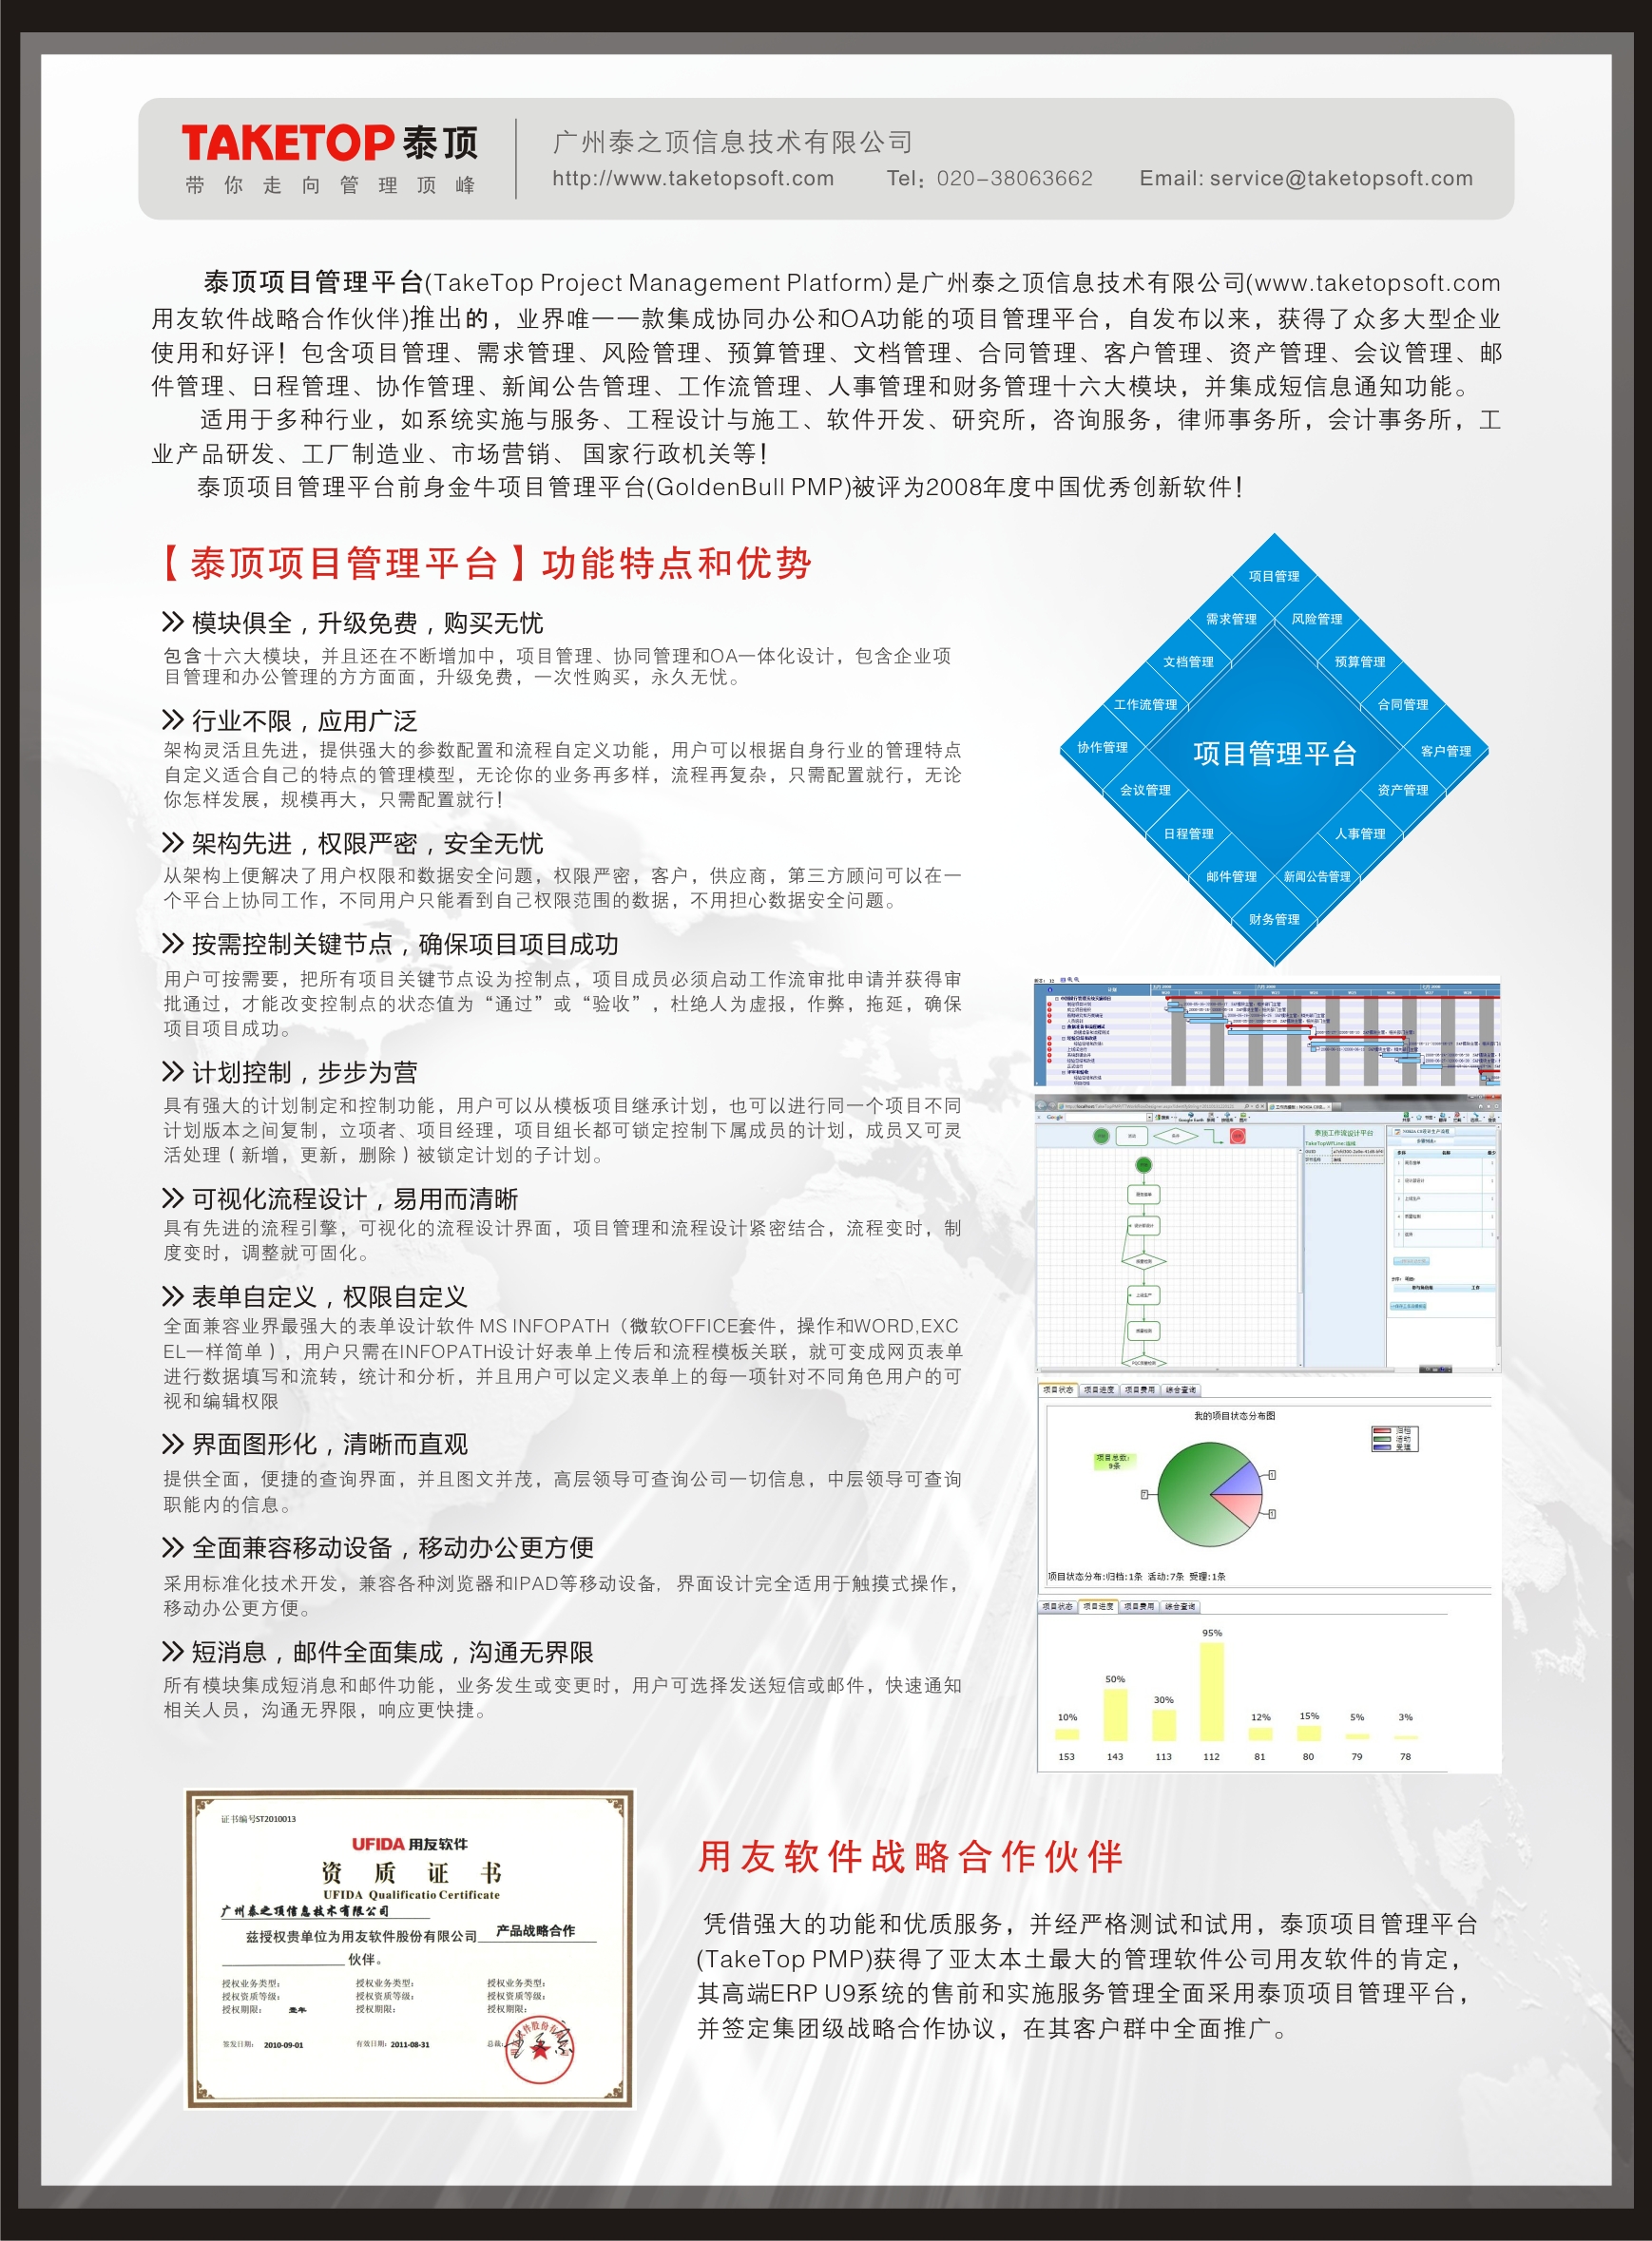 TAKETOP 泰顶
带你走向管理顶峰
广州泰之顶信息技术有限公司
http://www.taketopsoft.com Tel：020-38063662 Email: service@taketopsoft.com
泰顶项目管理平台(TakeTop Project Management Platform)是广州泰之顶信息技术有限公司(www.taketopsoft.com
用友软件战略合作伙伴)推出的，业界唯一一款集成协同办公和OA功能的项目管理平台，自发布以来，获得了众多大型企业
使用和好评！包含项目管理、需求管理、风险管理、预算管理、文档管理、合同管理、客户管理、资产管理、会议管理、邮
件管理、日程管理、协作管理、新闻公告管理、工作流管理、人事管理和财务管理十六大模块，并集成短信息通知功能。
适用于多种行业，如系统实施与服务、工程设计与施工、软件开发、研究所，咨询服务，律师事务所，会计事务所，工
业产品研发、工厂制造业、市场营销、 国家行政机关等！
泰顶项目管理平台前身金牛项目管理平台(GoldenBull PMP)被评为2008年度中国优秀创新软件！
【泰顶项目管理平台】功能特点和优势
模块俱全，升级免费，购买无忧
包含十六大模块，并且还在不断增加中，项目管理、协同管理和OA一体化设计，包含企业项
目管理和办公管理的方方面面，升级免费，一次性购买，永久无忧。
行业不限，应用广泛
架构灵活且先进，提供强大的参数配置和流程自定义功能，用户可以根据自身行业的管理特点
自定义适合自己的特点的管理模型，无论你的业务再多样，流程再复杂，只需配置就行，无论
你怎样发展，规模再大，只需配置就行！
架构先进，权限严密，安全无忧
从架构上便解决了用户权限和数据安全问题，权限严密，客户，供应商，第三方顾问可以在一
个平台上协同工作，不同用户只能看到自己权限范围的数据，不用担心数据安全问题。
按需控制关键节点，确保项目项目成功
用户可按需要，把所有项目关键节点设为控制点，项目成员必须启动工作流审批申请并获得审
批通过，才能改变控制点的状态值为“通过”或“验收”，杜绝人为虚报，作弊，拖延，确保
项目项目成功。
计划控制，步步为营
具有强大的计划制定和控制功能，用户可以从模板项目继承计划，也可以进行同一个项目不同
计划版本之间复制，立项者、项目经理，项目组长都可锁定控制下属成员的计划，成员又可灵
活处理（新增，更新，删除）被锁定计划的子计划。
可视化流程设计，易用而清晰
具有先进的流程引擎，可视化的流程设计界面，项目管理和流程设计紧密结合，流程变时，制
度变时，调整就可固化。
表单自定义，权限自定义
全面兼容业界最强大的表单设计软件 MS INFOPATH（微软OFFICE套件，操作和WORD,EXC
EL一样简单），用户只需在INFOPATH设计好表单上传后和流程模板关联，就可变成网页表单
进行数据填写和流转，统计和分析，并且用户可以定义表单上的每一项针对不同角色用户的可
视和编辑权限
界面图形化，清晰而直观
提供全面，便捷的查询界面，并且图文并茂，高层领导可查询公司一切信息，中层领导可查询
职能内的信息。
全面兼容移动设备，移动办公更方便
采用标准化技术开发，兼容各种浏览器和IPAD等移动设备，界面设计完全适用于触摸式操作，
移动办公更方便。
短消息，邮件全面集成，沟通无界限
所有模块集成短消息和邮件功能，业务发生或变更时，用户可选择发送短信或邮件，快速通知
相关人员，沟通无界限，响应更快捷。
项目管理
需求管理 风险管理
文档管理 预算管理
工作流管理 合同管理
协作管理 项目管理平台 客户管理
会议管理 资产管理
日程管理 人事管理
邮件管理 新闻公告管理
财务管理
泰顶工作流设计平台
项目状态 项目进度 项目费用 综合查询
我的项目状态分布图
归档
活动
受理
项目总数:
9条
7
1
1
项目状态分布:归档:1条 活动:7条 受理:1条
项目状态 项目进度 项目费用 综合查询
10% 50% 30% 95% 12% 15% 5% 3%
153 143 113 112 81 80 79 78
证书编号ST2010013
UFIDA 用友软件
资 质 证 书
UFIDA Qualificatio Certificate
广州泰之顶信息技术有限公司
兹授权贵单位为用友软件股份有限公司 产品战略合作
伙伴。
授权业务类型： 授权业务类型： 授权业务类型：
授权资质等级： 授权资质等级： 授权资质等级：
授权期限： 壹年 授权期限： 授权期限：
签发日期： 2010-09-01 有效日期：2011-08-31 总裁：
用友软件战略合作伙伴
凭借强大的功能和优质服务，并经严格测试和试用，泰顶项目管理平台
(TakeTop PMP)获得了亚太本土最大的管理软件公司用友软件的肯定，
其高端ERP U9系统的售前和实施服务管理全面采用泰顶项目管理平台，
并签定集团级战略合作协议，在其客户群中全面推广。